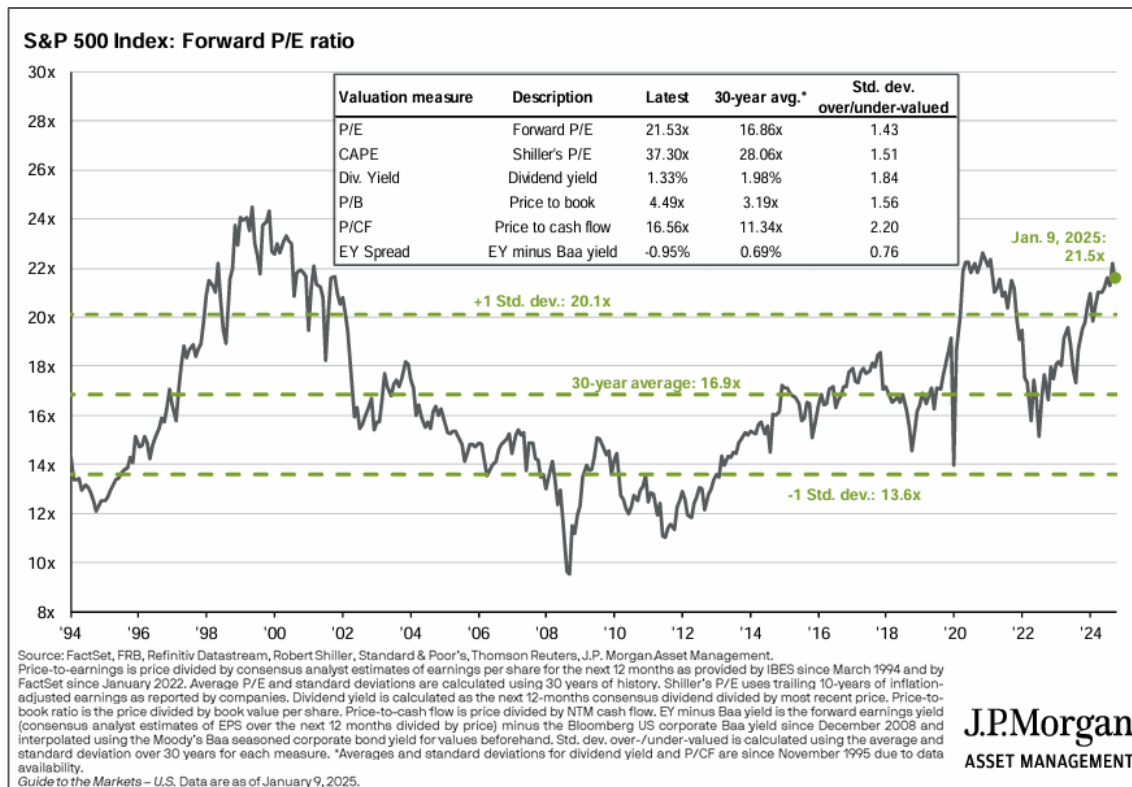 S&P 500 Index: Forward P/E ratio
30x
28x
26x
24x
22x
20x
18x
16x
14x
12x
10x
8x
Valuation measure Description Latest 30-year avg.* Std. dev. over/under-valued
P/E Forward P/E 21.53x 16.86x 1.43
CAPE Shiller's P/E 37.30x 28.06x 1.51
Div. Yield Dividend yield 1.33% 1.98% 1.84
P/B Price to book 4.49x 3.19x 1.56
P/CF Price to cash flow 16.56x 11.34x 2.20
EY Spread EY minus Baa yield -0.95% 0.69% 0.76
Jan. 9, 2025:
21.5x
+1 Std. dev.: 20.1x
30-year average: 16.9x
-1 Std. dev.: 13.6x
'94 '96 '98 '00 '02 '04 '06 '08 '10 '12 '14 '16 '18 '20 '22 '24
Source: FactSet, FRB, Refinitiv Datastream, Robert Shiller, Standard & Poor's, Thomson Reuters, J.P. Morgan Asset Management.
Price-to-earnings is price divided by consensus analyst estimates of earnings per share for the next 12 months as provided by IBES since March 1994 and by
FactSet since January 2022. Average P/E and standard deviations are calculated using 30 years of history. Shiller's P/E uses trailing 10-years of inflation-
adjusted earnings as reported by companies. Dividend yield is calculated as the next 12-months consensus dividend divided by most recent price. Price-to-
book ratio is the price divided by book value per share. Price-to-cash flow is price divided by NTM cash flow. EY minus Baa yield is the forward earnings yield
(consensus analyst estimates of EPS over the next 12 months divided by price) minus the Bloomberg US corporate Baa yield since December 2008 and
interpolated using the Moody's Baa seasoned corporate bond yield for values beforehand. Std. dev. over-/under-valued is calculated using the average and
standard deviation over 30 years for each measure. *Averages and standard deviations for dividend yield and P/CF are since November 1995 due to data
availability.
Guide to the Markets – U.S. Data are as of January 9, 2025.
J.P.Morgan
ASSET MANAGEMENT